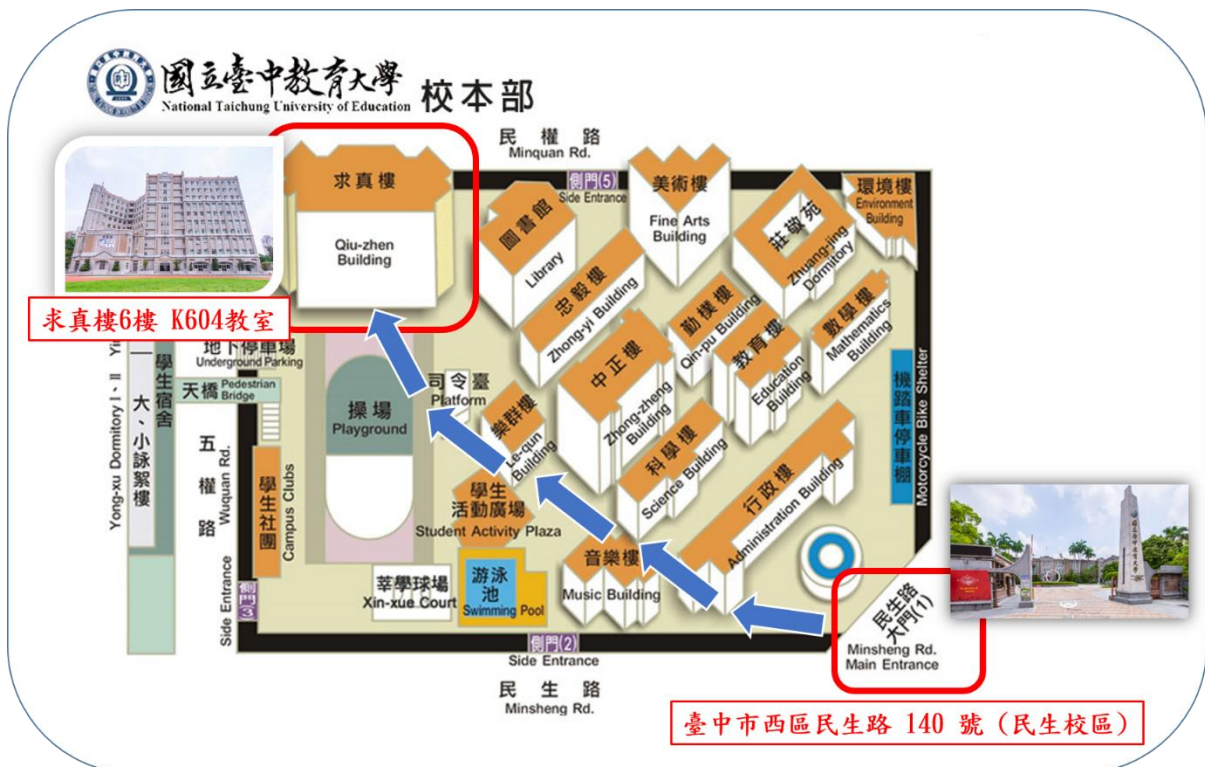 國立臺中教育大學
National Taichung University of Education
校本部
民權路
Minquan Rd.
求真樓
Qiu-zhen
Building
側門(5)
Side Entrance
圖書館
Library
美術樓
Fine Arts
Building
莊敬苑
Zhuang-jing
Dormitory
環境樓
Environment
Building
忠毅樓
Zhong-yi Building
勤樸樓
Qin-pu Building
教育樓
Education
Building
數學樓
Mathematics
Building
中正樓
Zhong-zheng
Building
求真樓6樓 K604教室
地下停車場
Underground Parking
天橋
Pedestrian
Bridge
學生宿舍
大、小詠絮樓
Yong-xu Dormitory I、II
五權路
Wuquan Rd.
學生社團
Campus Clubs
操場
Playground
司令臺
Platform
樂群樓
Le-qun
Building
科學樓
Science Building
行政樓
Administration Building
機踏車停車棚
Motorcycle Bike Shelter
學生
活動廣場
Student Activity Plaza
音樂樓
Music Building
莘學球場
Xin-xue Court
游泳
池
Swimming Pool
側門(3)
Side Entrance
側門(2)
Side Entrance
民生路
Minsheng Rd.
民生路
大門(1)
Minsheng Rd.
Main Entrance
臺中市西區民生路 140 號 (民生校區)